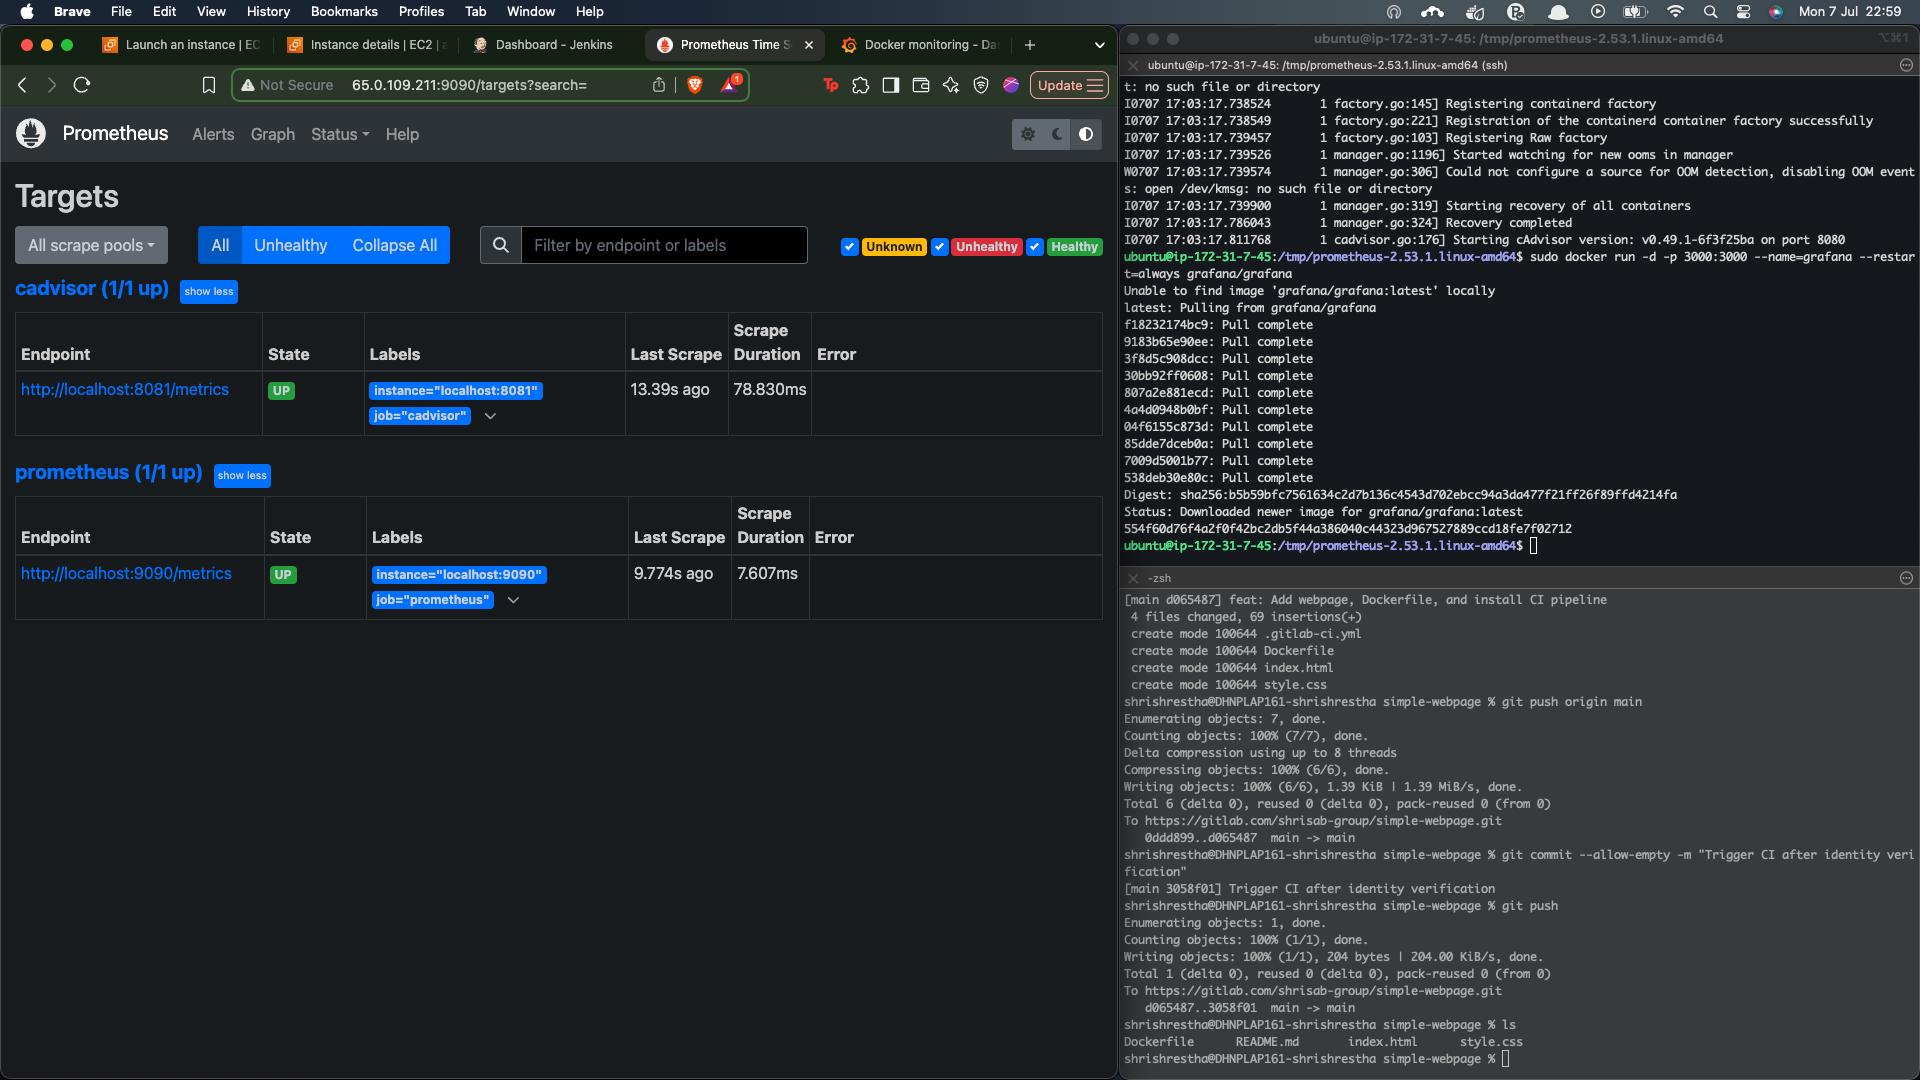 Brave File Edit View History Bookmarks Profiles Tab Window Help
Mon 7 Jul 22:59
Launch an instance | EC
Instance details | EC2 | a
Dashboard - Jenkins
Prometheus Time S
Docker monitoring - Da
Not Secure 65.0.109.211:9090/targets?search=
1
Tp
Update
Prometheus Alerts Graph Status Help
Targets
All scrape pools
All Unhealthy Collapse All
Filter by endpoint or labels
Unknown Unhealthy Healthy
cadvisor (1/1 up) show less
Endpoint State Labels Last Scrape Scrape Duration Error
http://localhost:8081/metrics UP instance="localhost:8081" 13.39s ago 78.830ms
job="cadvisor"
prometheus (1/1 up) show less
Endpoint State Labels Last Scrape Scrape Duration Error
http://localhost:9090/metrics UP instance="localhost:9090" 9.774s ago 7.607ms
job="prometheus"
ubuntu@ip-172-31-7-45: /tmp/prometheus-2.53.1.linux-amd64
⌥⌘1
ubuntu@ip-172-31-7-45: /tmp/prometheus-2.53.1.linux-amd64 (ssh)
t: no such file or directory
I0707 17:03:17.738524 1 factory.go:145] Registering containerd factory
I0707 17:03:17.738549 1 factory.go:221] Registration of the containerd container factory successfully
I0707 17:03:17.739457 1 factory.go:103] Registering Raw factory
I0707 17:03:17.739526 1 manager.go:1196] Started watching for new ooms in manager
W0707 17:03:17.739574 1 manager.go:306] Could not configure a source for OOM detection, disabling OOM event
s: open /dev/kmsg: no such file or directory
I0707 17:03:17.739900 1 manager.go:319] Starting recovery of all containers
I0707 17:03:17.786043 1 manager.go:324] Recovery completed
I0707 17:03:17.811768 1 cadvisor.go:176] Starting cAdvisor version: v0.49.1-6f3f25ba on port 8080
ubuntu@ip-172-31-7-45:/tmp/prometheus-2.53.1.linux-amd64$ sudo docker run -d -p 3000:3000 --name=grafana --restar
t=always grafana/grafana
Unable to find image 'grafana/grafana:latest' locally
latest: Pulling from grafana/grafana
f18232174bc9: Pull complete
9183b65e90ee: Pull complete
3f8d5c908dcc: Pull complete
30bb92ff0608: Pull complete
807a2e881ecd: Pull complete
4a4d0948b0bf: Pull complete
04f6155c873d: Pull complete
85dde7dceb0a: Pull complete
7009d5001b77: Pull complete
538deb30e80c: Pull complete
Digest: sha256:b5b59bfc7561634c2d7b136c4543d702ebcc94a3da477f21ff26f89ffd4214fa
Status: Downloaded newer image for grafana/grafana:latest
554f60d76f4a2f0f42bc2db5f44a386040c44323d967527889ccd18fe7f02712
ubuntu@ip-172-31-7-45:/tmp/prometheus-2.53.1.linux-amd64$
-zsh
[main d065487] feat: Add webpage, Dockerfile, and install CI pipeline
4 files changed, 69 insertions(+)
create mode 100644 .gitlab-ci.yml
create mode 100644 Dockerfile
create mode 100644 index.html
create mode 100644 style.css
shrishrestha@DHNPLAP161-shrishrestha simple-webpage % git push origin main
Enumerating objects: 7, done.
Counting objects: 100% (7/7), done.
Delta compression using up to 8 threads
Compressing objects: 100% (6/6), done.
Writing objects: 100% (6/6), 1.39 KiB | 1.39 MiB/s, done.
Total 6 (delta 0), reused 0 (delta 0), pack-reused 0 (from 0)
To https://gitlab.com/shrisab-group/simple-webpage.git
0ddd899..d065487 main -> main
shrishrestha@DHNPLAP161-shrishrestha simple-webpage % git commit --allow-empty -m "Trigger CI after identity veri
fication"
[main 3058f01] Trigger CI after identity verification
shrishrestha@DHNPLAP161-shrishrestha simple-webpage % git push
Enumerating objects: 1, done.
Counting objects: 100% (1/1), done.
Writing objects: 100% (1/1), 204 bytes | 204.00 KiB/s, done.
Total 1 (delta 0), reused 0 (delta 0), pack-reused 0 (from 0)
To https://gitlab.com/shrisab-group/simple-webpage.git
d065487..3058f01 main -> main
shrishrestha@DHNPLAP161-shrishrestha simple-webpage % ls
Dockerfile README.md index.html style.css
shrishrestha@DHNPLAP161-shrishrestha simple-webpage %